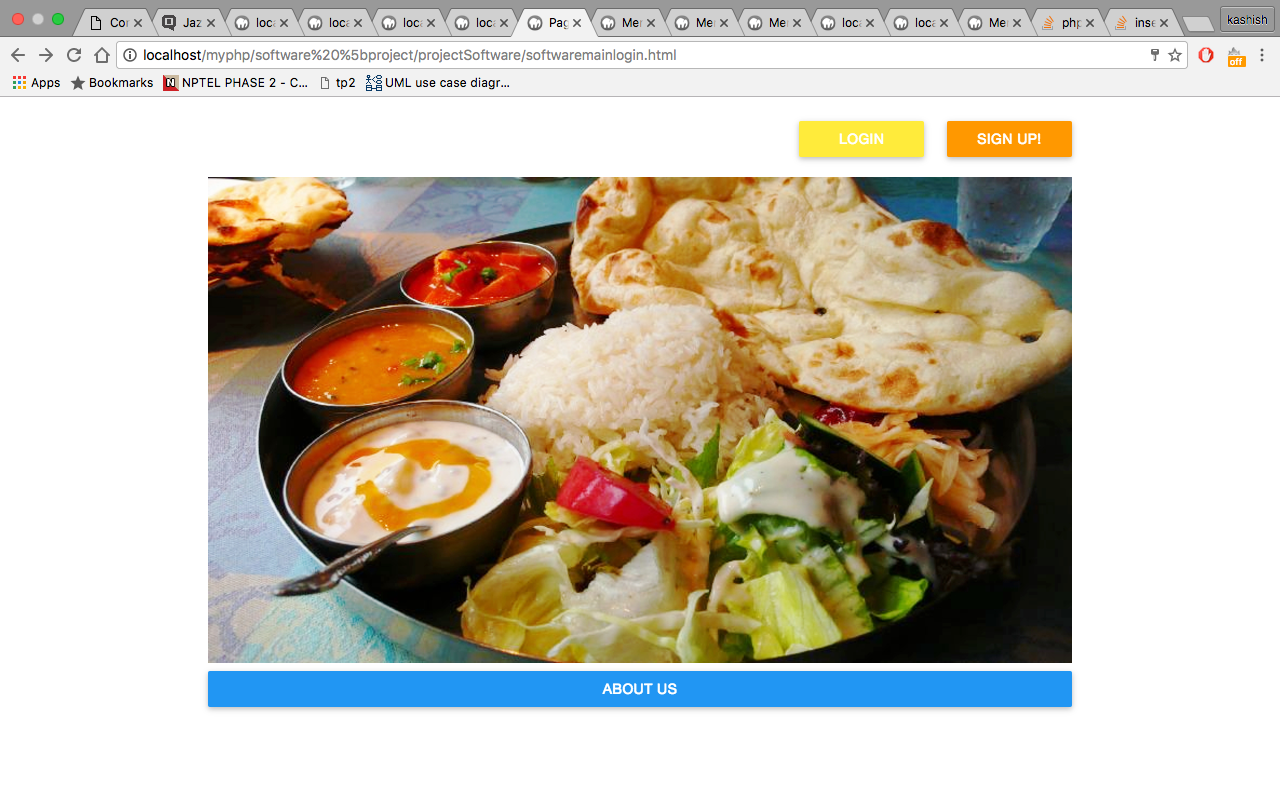 Cor Jaz loca loca loca loca Pag Mer Mer Mer loca loca Mer php inse kashish
localhost/myphp/software%20%5bproject/projectSoftware/softwaremainlogin.html
off
Apps Bookmarks N NPTEL PHASE 2 - C... tp2 UML use case diagr...
LOGIN SIGN UP!
ABOUT US